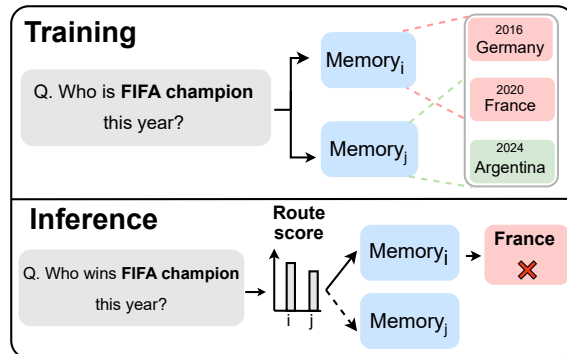 Training
Q. Who is FIFA champion
this year?
Memory_i
Memory_j
2016
Germany
2020
France
2024
Argentina
Inference
Q. Who wins FIFA champion
this year?
Route
score
i j
Memory_i
Memory_j
France